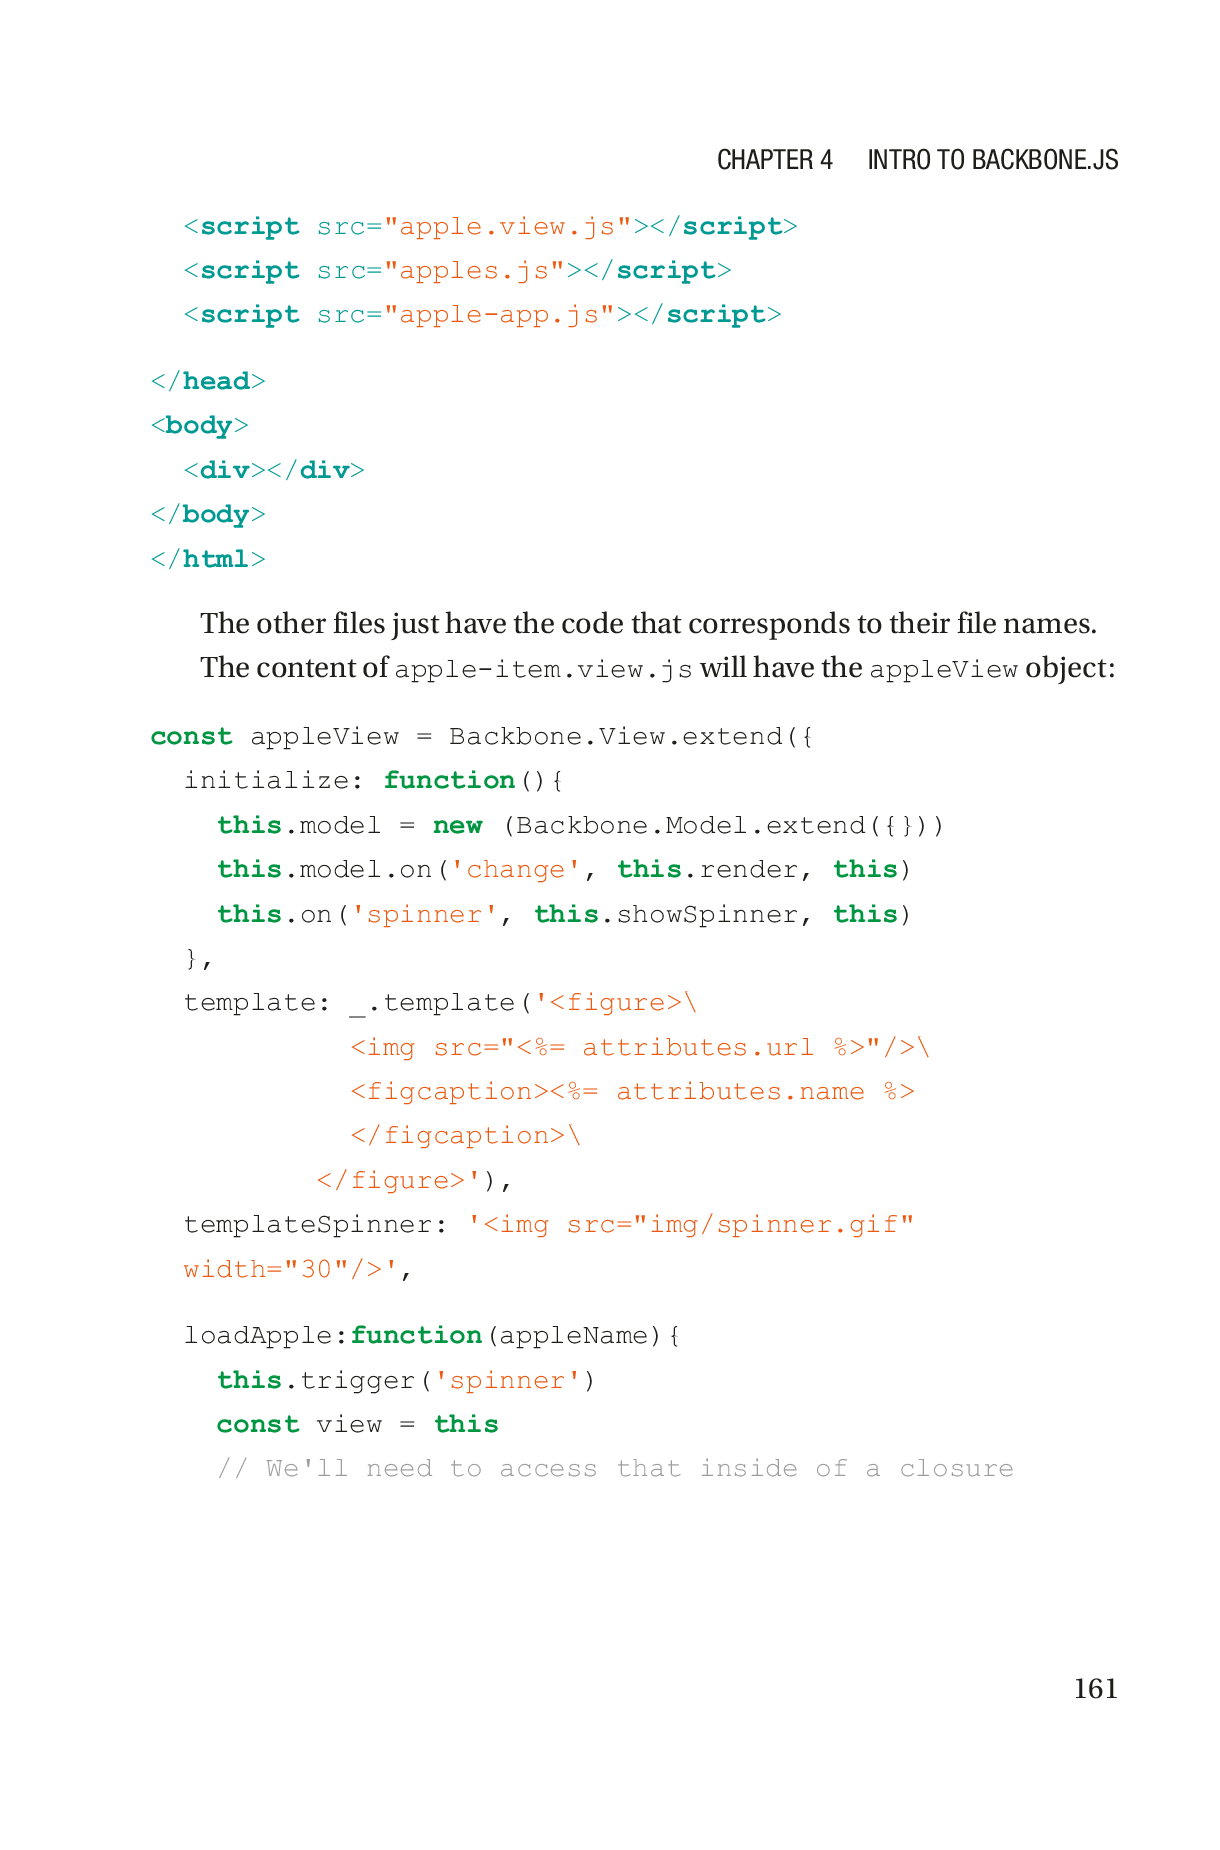 CHAPTER 4 INTRO TO BACKBONE.JS
  <script src="apple.view.js"></script>
  <script src="apples.js"></script>
  <script src="apple-app.js"></script>
</head>
<body>
  <div></div>
</body>
</html>
The other files just have the code that corresponds to their file names.
The content of apple-item.view.js will have the appleView object:
const appleView = Backbone.View.extend({
  initialize: function(){
    this.model = new (Backbone.Model.extend({}))
    this.model.on('change', this.render, this)
    this.on('spinner', this.showSpinner, this)
  },
  template: _.template('<figure>\
            <img src="<%= attributes.url %>"/>\
            <figcaption><%= attributes.name %>
            </figcaption>\
          </figure>'),
  templateSpinner: '<img src="img/spinner.gif"
  width="30"/>',
  loadApple:function(appleName){
    this.trigger('spinner')
    const view = this
    // We'll need to access that inside of a closure
161